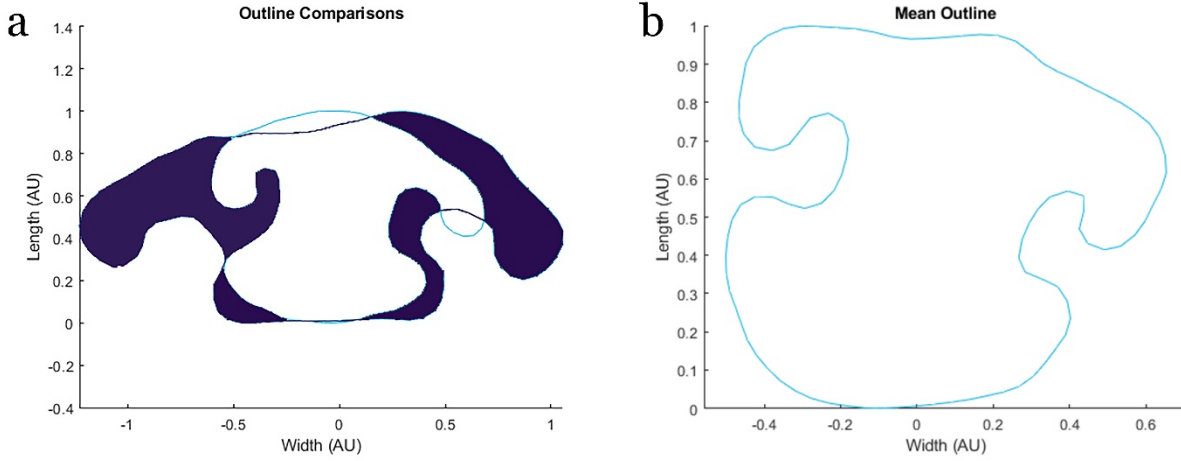 a
Outline Comparisons
1.4
1.2
1
0.8
0.6
0.4
0.2
0
-0.2
-0.4
Length (AU)
-1 -0.5 0 0.5 1
Width (AU)
b
Mean Outline
1
0.9
0.8
0.7
0.6
0.5
0.4
0.3
0.2
0.1
0
Length (AU)
-0.4 -0.2 0 0.2 0.4 0.6
Width (AU)